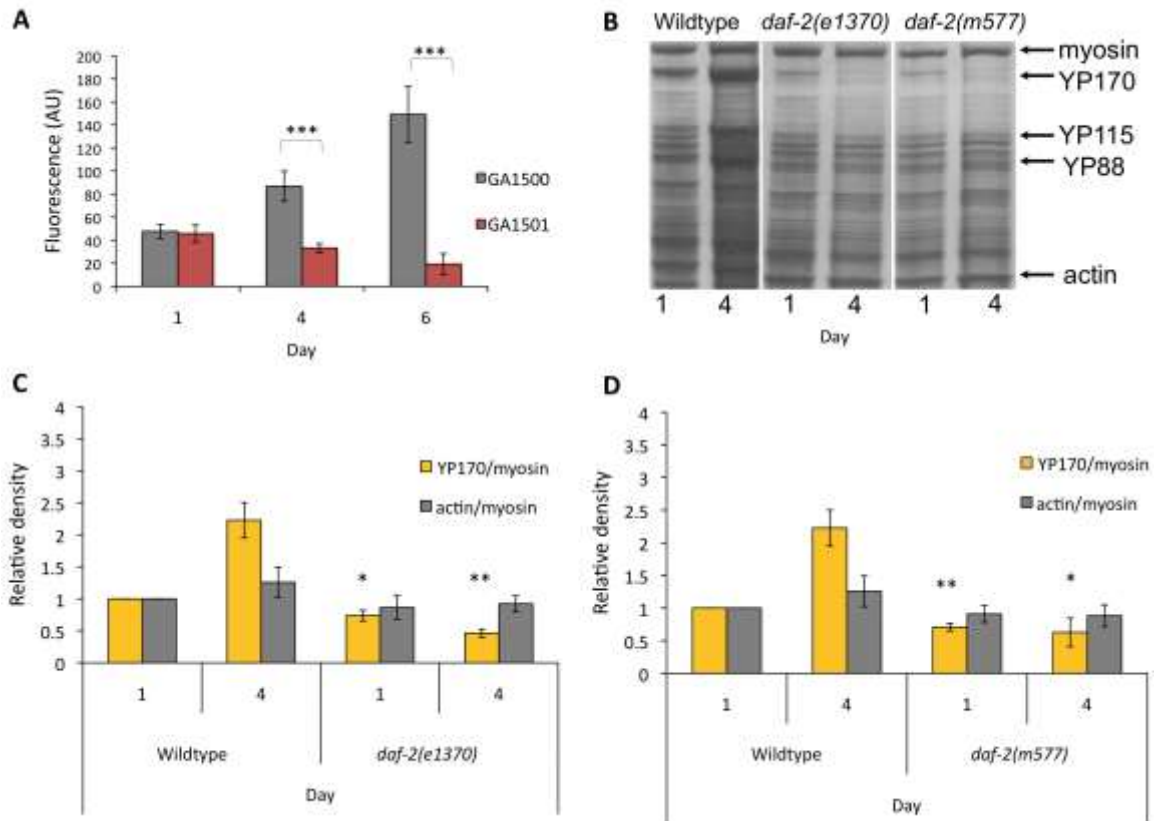 A
200
180
160
140
120
100
80
60
40
20
0
Fluorescence (AU)
***
***
GA1500
GA1501
1 4 6
Day
B
Wildtype daf-2(e1370) daf-2(m577)
myosin
YP170
YP115
YP88
actin
1 4 1 4 1 4
Day
C
4
3.5
3
2.5
2
1.5
1
0.5
0
Relative density
YP170/myosin
actin/myosin
* **
1 4 1 4
Wildtype daf-2(e1370)
Day
D
4
3.5
3
2.5
2
1.5
1
0.5
0
Relative density
YP170/myosin
actin/myosin
** *
1 4 1 4
Wildtype daf-2(m577)
Day